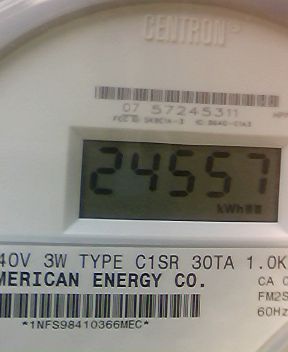 CENTRON
07 57245311
24557
kWh
40V 3W TYPE C1SR 30TA 1.0K
MERICAN ENERGY CO.
CA
FM2S
60Hz
*1NFS98410366MEC*